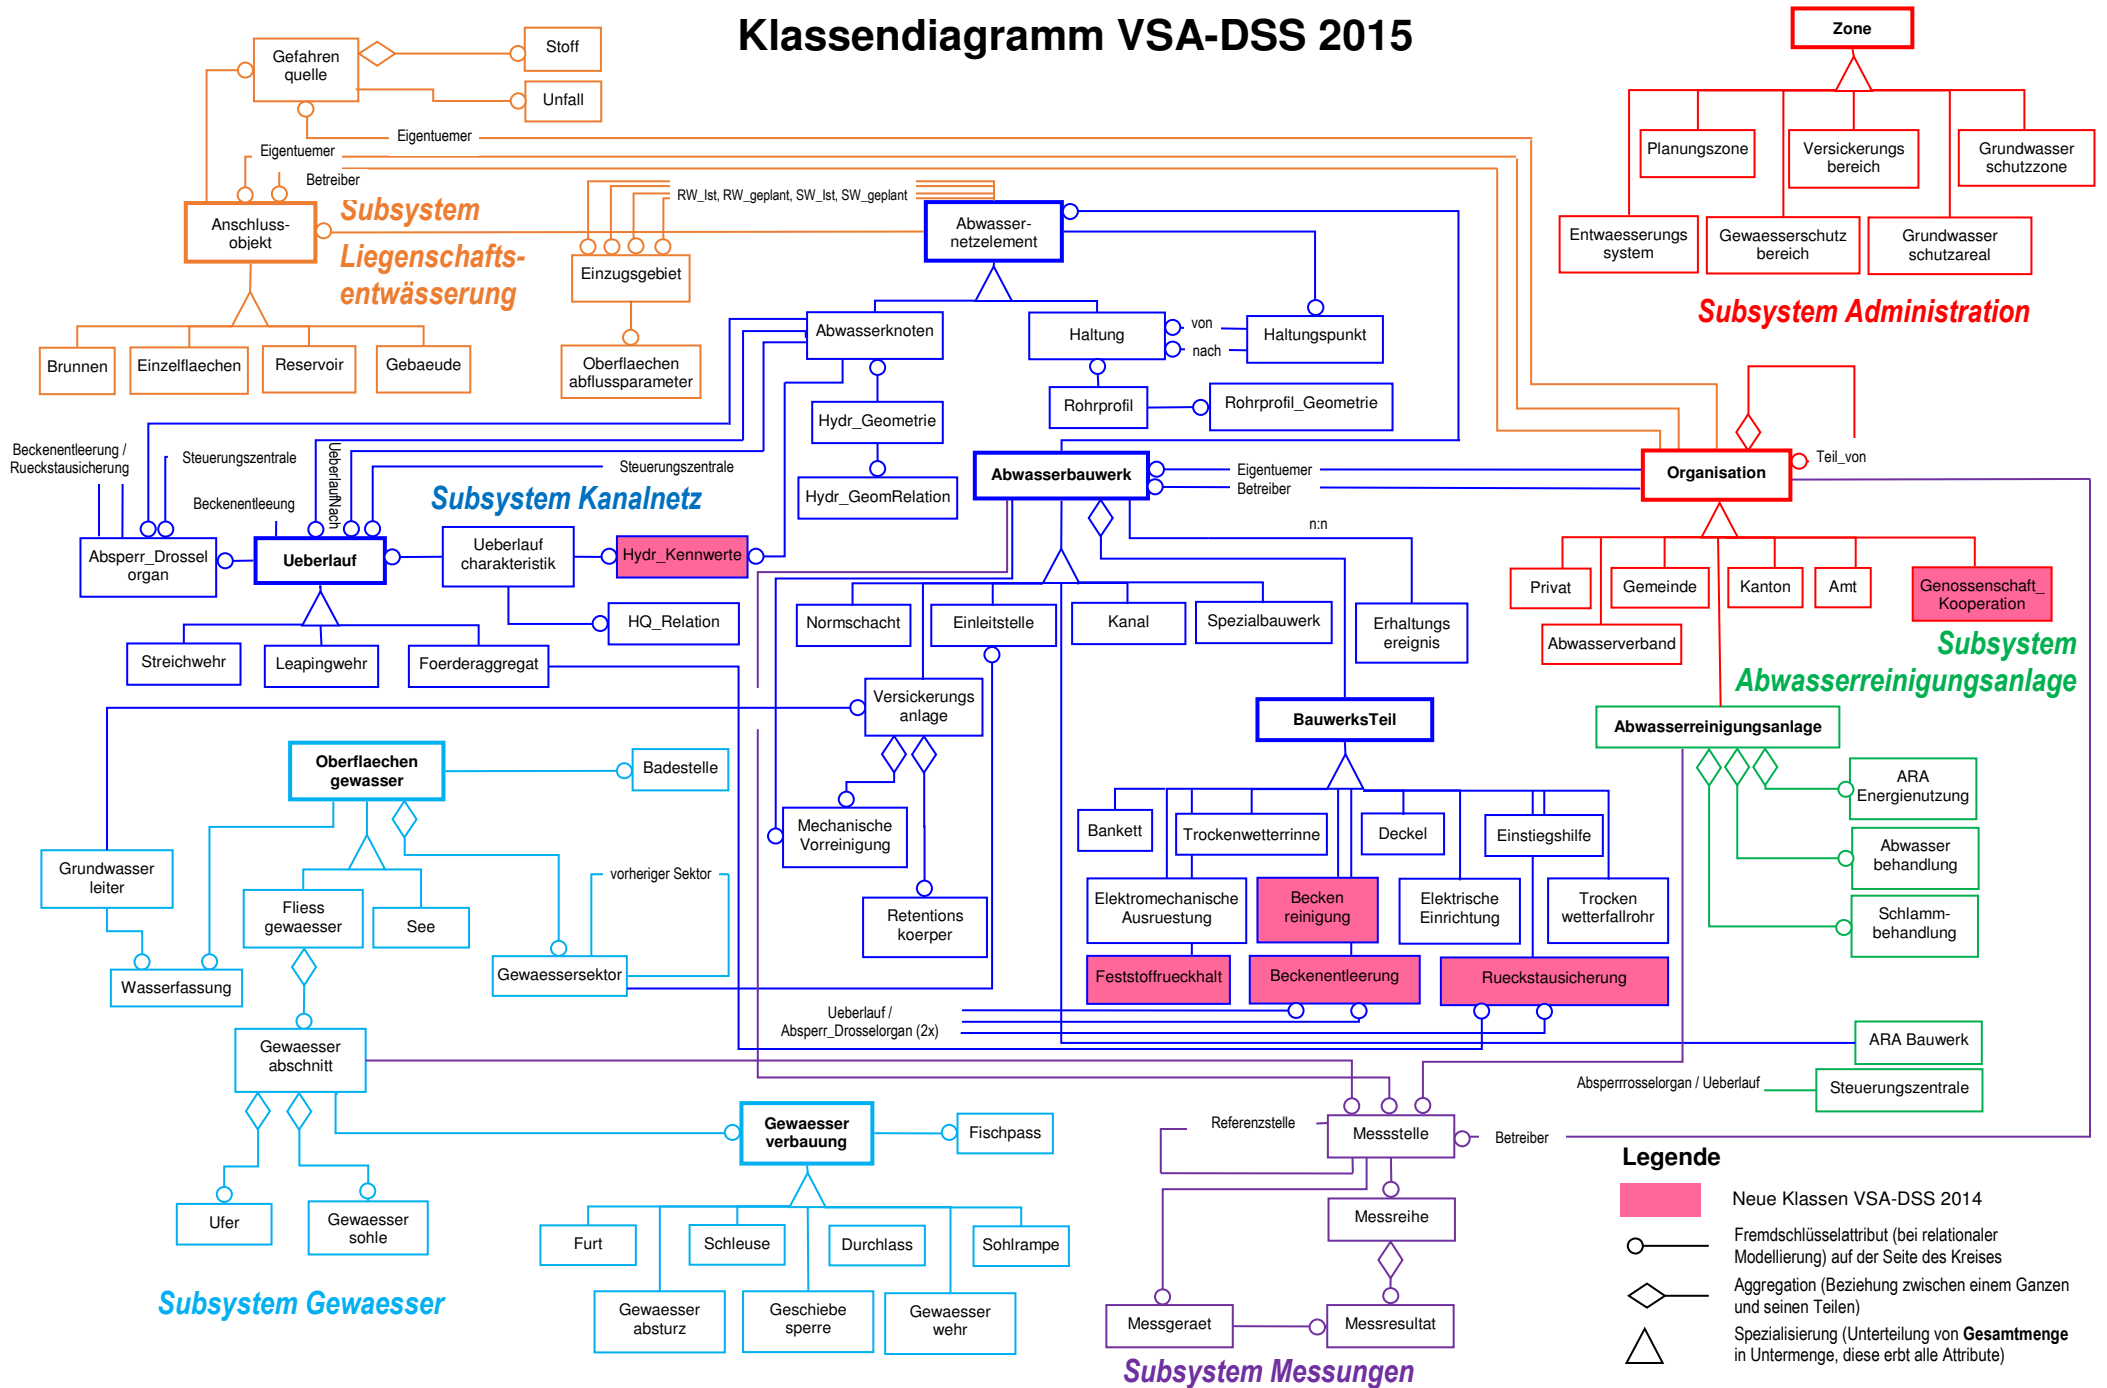 Klassendiagramm VSA-DSS 2015
Gefahren
quelle
Stoff
Unfall
Eigentuemer
Eigentuemer
Betreiber
Anschluss-
objekt
Subsystem
Liegenschafts-
entwässerung
Brunnen
Einzelflaechen
Reservoir
Gebaeude
RW_Ist, RW_geplant, SW_Ist, SW_geplant
Einzugsgebiet
Oberflaechen
abflussparameter
Abwasser-
netzelement
Abwasserknoten
Haltung
von
nach
Haltungspunkt
Rohrprofil
Rohrprofil_Geometrie
Hydr_Geometrie
Hydr_GeomRelation
Zone
Planungszone
Versickerungs
bereich
Grundwasser
schutzzone
Entwaesserungs
system
Gewaesserschutz
bereich
Grundwasser
schutzareal
Subsystem Administration
Beckenentleerung /
Rueckstausicherung
Steuerungszentrale
Beckenentleeung
UeberlaufNach
Steuerungszentrale
Subsystem Kanalnetz
Absperr_Drossel
organ
Ueberlauf
Ueberlauf
charakteristik
Hydr_Kennwerte
HQ_Relation
Streichwehr
Leapingwehr
Foerderaggregat
Abwasserbauwerk
Eigentuemer
Betreiber
n:n
Organisation
Teil_von
Normschacht
Einleitstelle
Kanal
Spezialbauwerk
Erhaltungs
ereignis
Privat
Gemeinde
Kanton
Amt
Genossenschaft_
Kooperation
Abwasserverband
Subsystem
Abwasserreinigungsanlage
Versickerungs
anlage
Mechanische
Vorreinigung
Retentions
koerper
BauwerksTeil
Bankett
Trockenwetterrinne
Deckel
Einstiegshilfe
Elektromechanische
Ausruestung
Becken
reinigung
Elektrische
Einrichtung
Trocken
wetterfallrohr
Feststoffrueckhalt
Beckenentleerung
Rueckstausicherung
Ueberlauf /
Absperr_Drosselorgan (2x)
Abwasserreinigungsanlage
ARA
Energienutzung
Abwasser
behandlung
Schlamm-
behandlung
ARA Bauwerk
Absperrrosselorgan / Ueberlauf
Steuerungszentrale
Oberflaechen
gewasser
Badestelle
Grundwasser
leiter
Fliess
gewaesser
See
vorheriger Sektor
Wasserfassung
Gewaessersektor
Gewaesser
abschnitt
Ufer
Gewaesser
sohle
Subsystem Gewaesser
Gewaesser
verbauung
Fischpass
Furt
Schleuse
Durchlass
Sohlrampe
Gewaesser
absturz
Geschiebe
sperre
Gewaesser
wehr
Referenzstelle
Messstelle
Betreiber
Messreihe
Messgeraet
Messresultat
Subsystem Messungen
Legende
Neue Klassen VSA-DSS 2014
Fremdschlüsselattribut (bei relationaler
Modellierung) auf der Seite des Kreises
Aggregation (Beziehung zwischen einem Ganzen
und seinen Teilen)
Spezialisierung (Unterteilung von Gesamtmenge
in Untermenge, diese erbt alle Attribute)